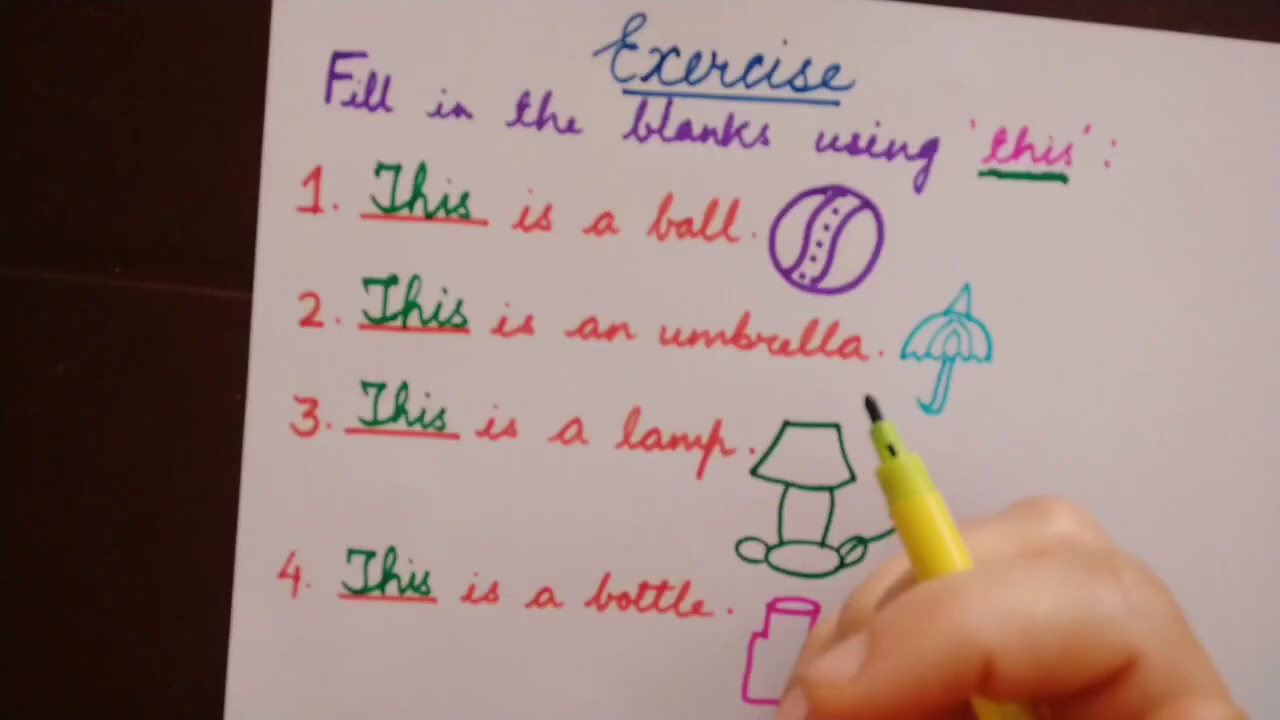 Exercise
Fill in the blanks using 'this':
1. This is a ball.
2. This is an umbrella.
3. This is a lamp.
4. This is a bottle.